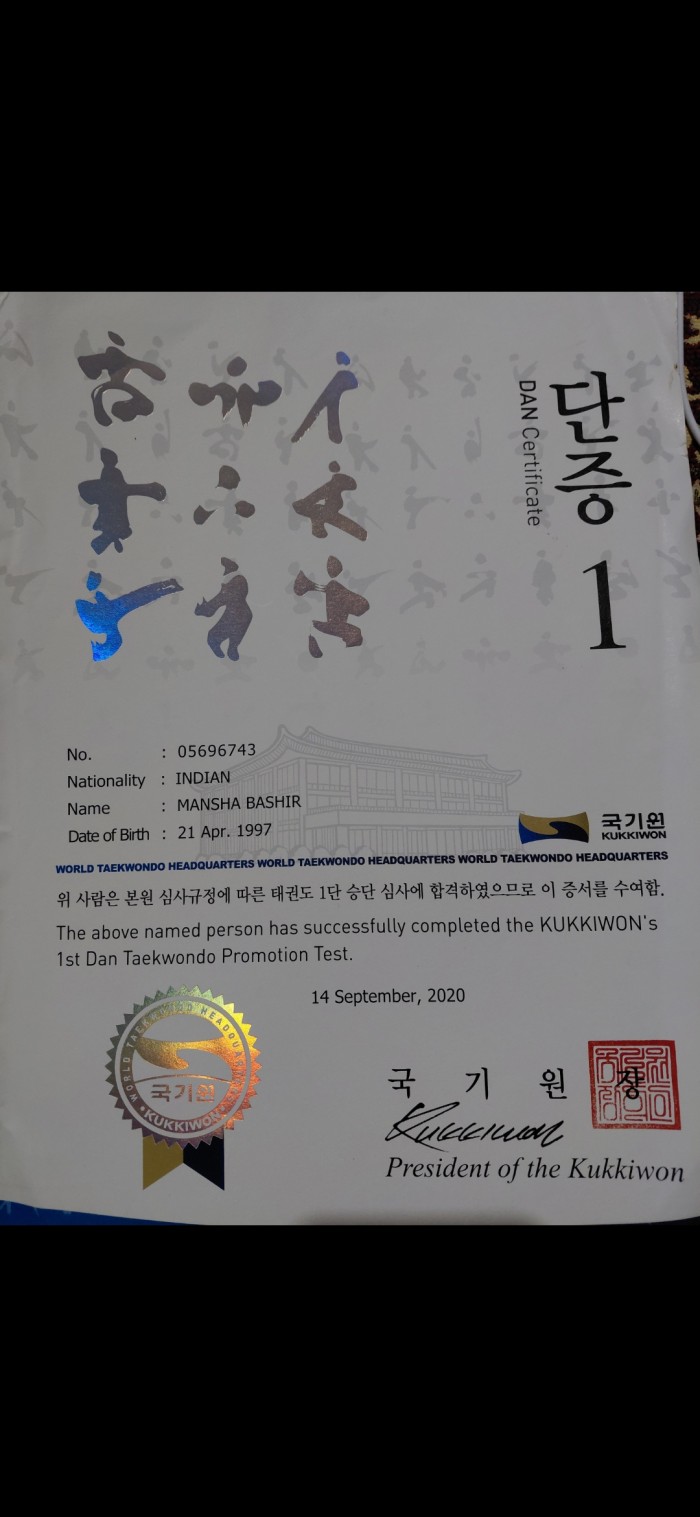 단증 1
DAN Certificate
No. : 05696743
Nationality : INDIAN
Name : MANSHA BASHIR
Date of Birth : 21 Apr. 1997
국기원
KUKKIWON
WORLD TAEKWONDO HEADQUARTERS WORLD TAEKWONDO HEADQUARTERS WORLD TAEKWONDO HEADQUARTERS
위 사람은 본원 심사규정에 따른 태권도 1단 승단 심사에 합격하였으므로 이 증서를 수여함.
The above named person has successfully completed the KUKKIWON's
1st Dan Taekwondo Promotion Test.
14 September, 2020
국기원
·KUKKIWON·
국 기 원 장
Kukkiwon
President of the Kukkiwon